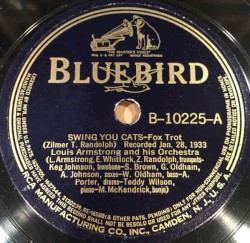 "HIS MASTER'S VOICE"
BLUEBIRD
B-10225-A
SWING YOU CATS-Fox Trot
(Zilmer T. Randolph) Recorded Jan. 28, 1933
Louis Armstrong and his Orchestra
(L. Armstrong, E. Whitlock, Z. Randolph, trumpets-
Keg Johnson, trombone-S. Brown, G. Oldham,
A. Johnson, saxes-W. Oldham, bass-A.
Porter, drums-Teddy Wilson,
piano-M. McKendrick, banjo)
RCA MANUFACTURING CO., INC., CAMDEN, N. J., U.S.A.